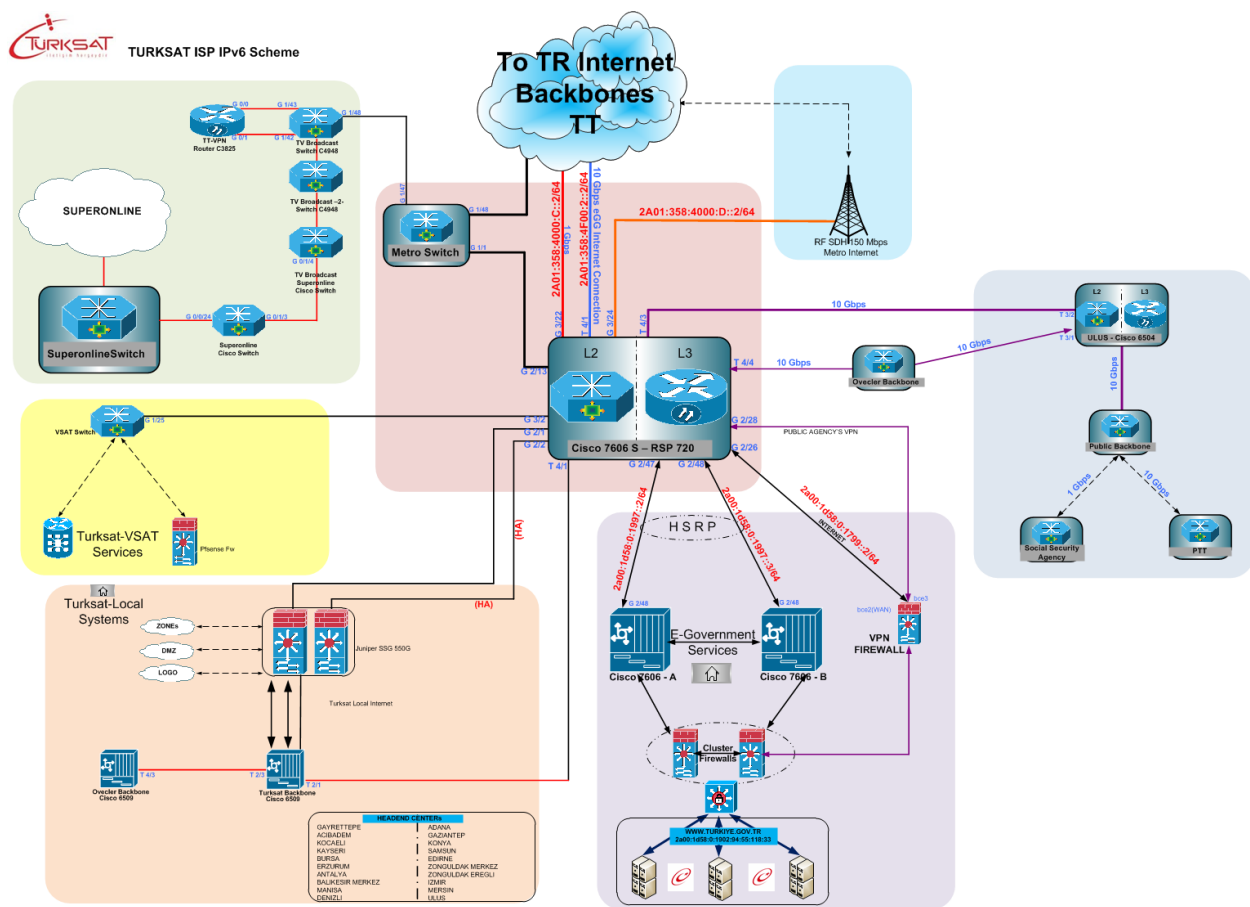 TURKSAT
TURKSAT ISP IPv6 Scheme
To TR Internet
Backbones
TT
G 0/0
G 1/43
G 1/48
G 0/1
G 1/42
TT-VPN
Router C3825
TV Broadcast
Switch C4948
TV Broadcast -2-
Switch C4948
SUPERONLINE
G 0/1/4
TV Broadcast
Superonline
Cisco Switch
G 0/0/24
G 0/1/3
Superonline
Cisco Switch
SuperonlineSwitch
G 1/47
G 1/48
G 1/1
Metro Switch
2A01:358:4000:C::2/64
1 Gbps
2A01:358:4F00:2::2/64
10 Gbps eGG Internet Connection
2A01:358:4000:D::2/64
RF SDH 150 Mbps
Metro Internet
G 3/22
T 4/1
G 3/24
T 4/3
L2
L3
G 2/13
T 4/4
G 3/2
G 2/1
G 2/2
T 4/1
G 2/47
G 2/48
G 2/28
G 2/26
Cisco 7606 S – RSP 720
10 Gbps
10 Gbps
10 Gbps
Ovecler Backbone
L2
L3
T 3/2
T 3/1
ULUS - Cisco 6504
10 Gbps
Public Backbone
1 Gbps
10 Gbps
Social Security
Agency
PTT
VSAT Switch
G 1/25
Turksat-VSAT
Services
Pfsense Fw
Turksat-Local
Systems
(HA)
(HA)
ZONEs
DMZ
LOGO
Juniper SSG 550G
Turksat Local Internet
T 4/3
T 2/3
T 2/1
Ovecler Backbone
Cisco 6509
Turksat Backbone
Cisco 6509
HEADEND CENTERs
GAYRETTEPE
ACIBADEM
KOCAELI
KAYSERI
BURSA
ERZURUM
ANTALYA
BALIKESIR MERKEZ
MANISA
DENIZLI
ADANA
GAZIANTEP
KONYA
SAMSUN
EDIRNE
ZONGULDAK MERKEZ
ZONGULDAK EREGLI
IZMIR
MERSIN
ULUS
PUBLIC AGENCY'S VPN
H S R P
2a00:1d58:0:1997::2/64
2a00:1d58:0:1997::3/64
2a00:1d58:0:1799::2/64
INTERNET
G 2/48
G 2/48
bce3
bce2(WAN)
E-Government
Services
VPN
FIREWALL
Cisco 7606 - A
Cisco 7606 - B
Cluster
Firewalls
WWW.TURKIYE.GOV.TR
2a00:1d58:0:1902:94:55:118:33